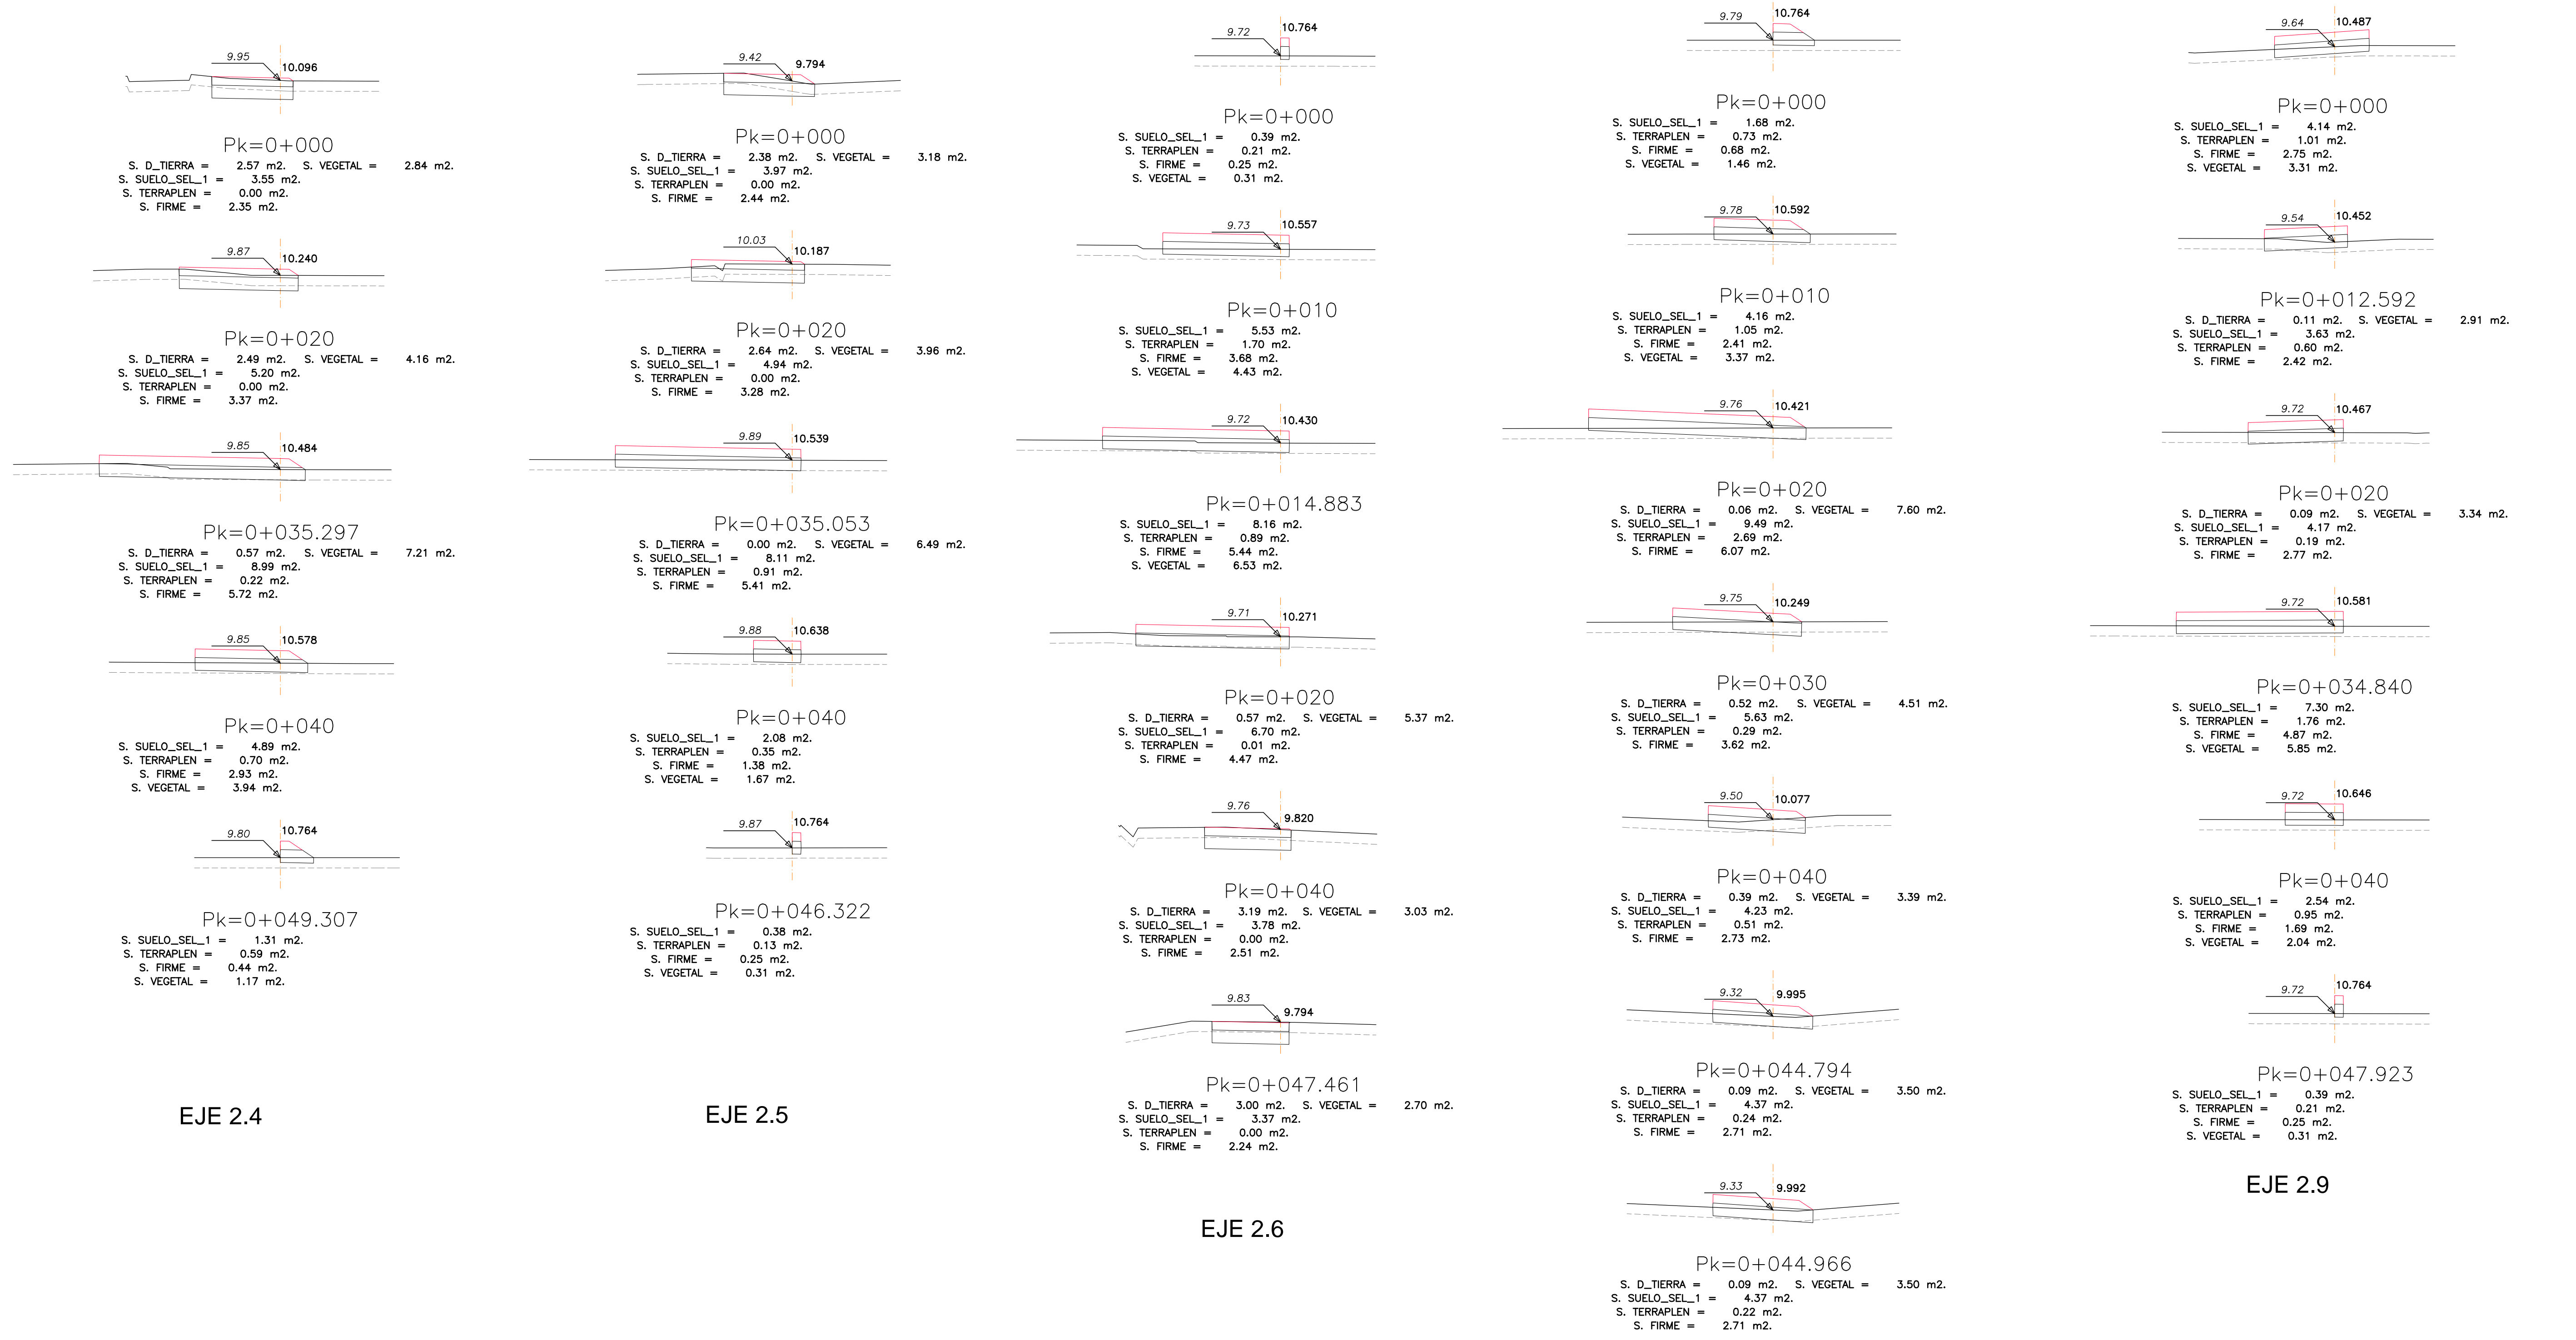 9.95 10.096
Pk=0+000
S. D_TIERRA = 2.57 m2. S. VEGETAL = 2.84 m2.
S. SUELO_SEL_1 = 3.55 m2.
S. TERRAPLEN = 0.00 m2.
S. FIRME = 2.35 m2.
9.87 10.240
Pk=0+020
S. D_TIERRA = 2.49 m2. S. VEGETAL = 4.16 m2.
S. SUELO_SEL_1 = 5.20 m2.
S. TERRAPLEN = 0.00 m2.
S. FIRME = 3.37 m2.
9.85 10.484
Pk=0+035.297
S. D_TIERRA = 0.57 m2. S. VEGETAL = 7.21 m2.
S. SUELO_SEL_1 = 8.99 m2.
S. TERRAPLEN = 0.22 m2.
S. FIRME = 5.72 m2.
9.85 10.578
Pk=0+040
S. SUELO_SEL_1 = 4.89 m2.
S. TERRAPLEN = 0.70 m2.
S. FIRME = 2.93 m2.
S. VEGETAL = 3.94 m2.
9.80 10.764
Pk=0+049.307
S. SUELO_SEL_1 = 1.31 m2.
S. TERRAPLEN = 0.59 m2.
S. FIRME = 0.44 m2.
S. VEGETAL = 1.17 m2.
EJE 2.4
9.42 9.794
Pk=0+000
S. D_TIERRA = 2.38 m2. S. VEGETAL = 3.18 m2.
S. SUELO_SEL_1 = 3.97 m2.
S. TERRAPLEN = 0.00 m2.
S. FIRME = 2.44 m2.
10.03 10.187
Pk=0+020
S. D_TIERRA = 2.64 m2. S. VEGETAL = 3.96 m2.
S. SUELO_SEL_1 = 4.94 m2.
S. TERRAPLEN = 0.00 m2.
S. FIRME = 3.28 m2.
9.89 10.539
Pk=0+035.053
S. D_TIERRA = 0.00 m2. S. VEGETAL = 6.49 m2.
S. SUELO_SEL_1 = 8.11 m2.
S. TERRAPLEN = 0.91 m2.
S. FIRME = 5.41 m2.
9.88 10.638
Pk=0+040
S. SUELO_SEL_1 = 2.08 m2.
S. TERRAPLEN = 0.35 m2.
S. FIRME = 1.38 m2.
S. VEGETAL = 1.67 m2.
9.87 10.764
Pk=0+046.322
S. SUELO_SEL_1 = 0.38 m2.
S. TERRAPLEN = 0.13 m2.
S. FIRME = 0.25 m2.
S. VEGETAL = 0.31 m2.
EJE 2.5
9.72 10.764
Pk=0+000
S. SUELO_SEL_1 = 0.39 m2.
S. TERRAPLEN = 0.21 m2.
S. FIRME = 0.25 m2.
S. VEGETAL = 0.31 m2.
9.73 10.557
Pk=0+010
S. SUELO_SEL_1 = 5.53 m2.
S. TERRAPLEN = 1.70 m2.
S. FIRME = 3.68 m2.
S. VEGETAL = 4.43 m2.
9.72 10.430
Pk=0+014.883
S. SUELO_SEL_1 = 8.16 m2.
S. TERRAPLEN = 0.89 m2.
S. FIRME = 5.44 m2.
S. VEGETAL = 6.53 m2.
9.71 10.271
Pk=0+020
S. D_TIERRA = 0.57 m2. S. VEGETAL = 5.37 m2.
S. SUELO_SEL_1 = 6.70 m2.
S. TERRAPLEN = 0.01 m2.
S. FIRME = 4.47 m2.
9.76 9.820
Pk=0+040
S. D_TIERRA = 3.19 m2. S. VEGETAL = 3.03 m2.
S. SUELO_SEL_1 = 3.78 m2.
S. TERRAPLEN = 0.00 m2.
S. FIRME = 2.51 m2.
9.83 9.794
Pk=0+047.461
S. D_TIERRA = 3.00 m2. S. VEGETAL = 2.70 m2.
S. SUELO_SEL_1 = 3.37 m2.
S. TERRAPLEN = 0.00 m2.
S. FIRME = 2.24 m2.
EJE 2.6
9.79 10.764
Pk=0+000
S. SUELO_SEL_1 = 1.68 m2.
S. TERRAPLEN = 0.73 m2.
S. FIRME = 0.68 m2.
S. VEGETAL = 1.46 m2.
9.78 10.592
Pk=0+010
S. SUELO_SEL_1 = 4.16 m2.
S. TERRAPLEN = 1.05 m2.
S. FIRME = 2.41 m2.
S. VEGETAL = 3.37 m2.
9.76 10.421
Pk=0+020
S. D_TIERRA = 0.06 m2. S. VEGETAL = 7.60 m2.
S. SUELO_SEL_1 = 9.49 m2.
S. TERRAPLEN = 2.69 m2.
S. FIRME = 6.07 m2.
9.75 10.249
Pk=0+030
S. D_TIERRA = 0.52 m2. S. VEGETAL = 4.51 m2.
S. SUELO_SEL_1 = 5.63 m2.
S. TERRAPLEN = 0.29 m2.
S. FIRME = 3.62 m2.
9.50 10.077
Pk=0+040
S. D_TIERRA = 0.39 m2. S. VEGETAL = 3.39 m2.
S. SUELO_SEL_1 = 4.23 m2.
S. TERRAPLEN = 0.51 m2.
S. FIRME = 2.73 m2.
9.32 9.995
Pk=0+044.794
S. D_TIERRA = 0.09 m2. S. VEGETAL = 3.50 m2.
S. SUELO_SEL_1 = 4.37 m2.
S. TERRAPLEN = 0.24 m2.
S. FIRME = 2.71 m2.
9.33 9.992
Pk=0+044.966
S. D_TIERRA = 0.09 m2. S. VEGETAL = 3.50 m2.
S. SUELO_SEL_1 = 4.37 m2.
S. TERRAPLEN = 0.22 m2.
S. FIRME = 2.71 m2.
9.64 10.487
Pk=0+000
S. SUELO_SEL_1 = 4.14 m2.
S. TERRAPLEN = 1.01 m2.
S. FIRME = 2.75 m2.
S. VEGETAL = 3.31 m2.
9.54 10.452
Pk=0+012.592
S. D_TIERRA = 0.11 m2. S. VEGETAL = 2.91 m2.
S. SUELO_SEL_1 = 3.63 m2.
S. TERRAPLEN = 0.60 m2.
S. FIRME = 2.42 m2.
9.72 10.467
Pk=0+020
S. D_TIERRA = 0.09 m2. S. VEGETAL = 3.34 m2.
S. SUELO_SEL_1 = 4.17 m2.
S. TERRAPLEN = 0.19 m2.
S. FIRME = 2.77 m2.
9.72 10.581
Pk=0+034.840
S. SUELO_SEL_1 = 7.30 m2.
S. TERRAPLEN = 1.76 m2.
S. FIRME = 4.87 m2.
S. VEGETAL = 5.85 m2.
9.72 10.646
Pk=0+040
S. SUELO_SEL_1 = 2.54 m2.
S. TERRAPLEN = 0.95 m2.
S. FIRME = 1.69 m2.
S. VEGETAL = 2.04 m2.
9.72 10.764
Pk=0+047.923
S. SUELO_SEL_1 = 0.39 m2.
S. TERRAPLEN = 0.21 m2.
S. FIRME = 0.25 m2.
S. VEGETAL = 0.31 m2.
EJE 2.9